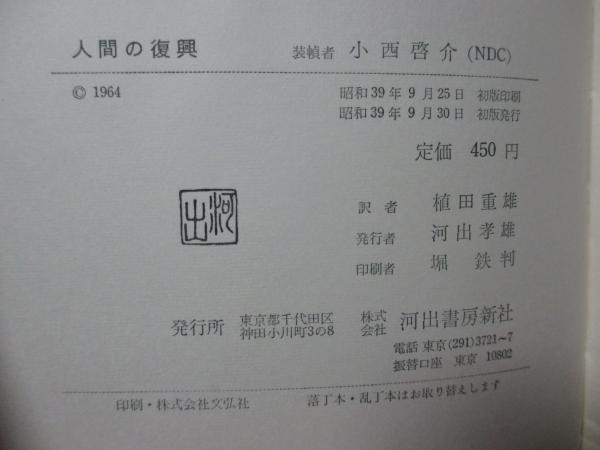 人間の復興　装幀者　小西啓介 (NDC)
© 1964
昭和39年9月25日　初版印刷
昭和39年9月30日　初版発行
定価　450円
訳者　植田重雄
発行者　河出孝雄
印刷者　堀　鉄判
河出
発行所　東京都千代田区神田小川町3の8　株式会社　河出書房新社
電話 東京 (291) 3721~7
振替口座　東京　10802
印刷・株式会社文弘社　落丁本・乱丁本はお取り替えします